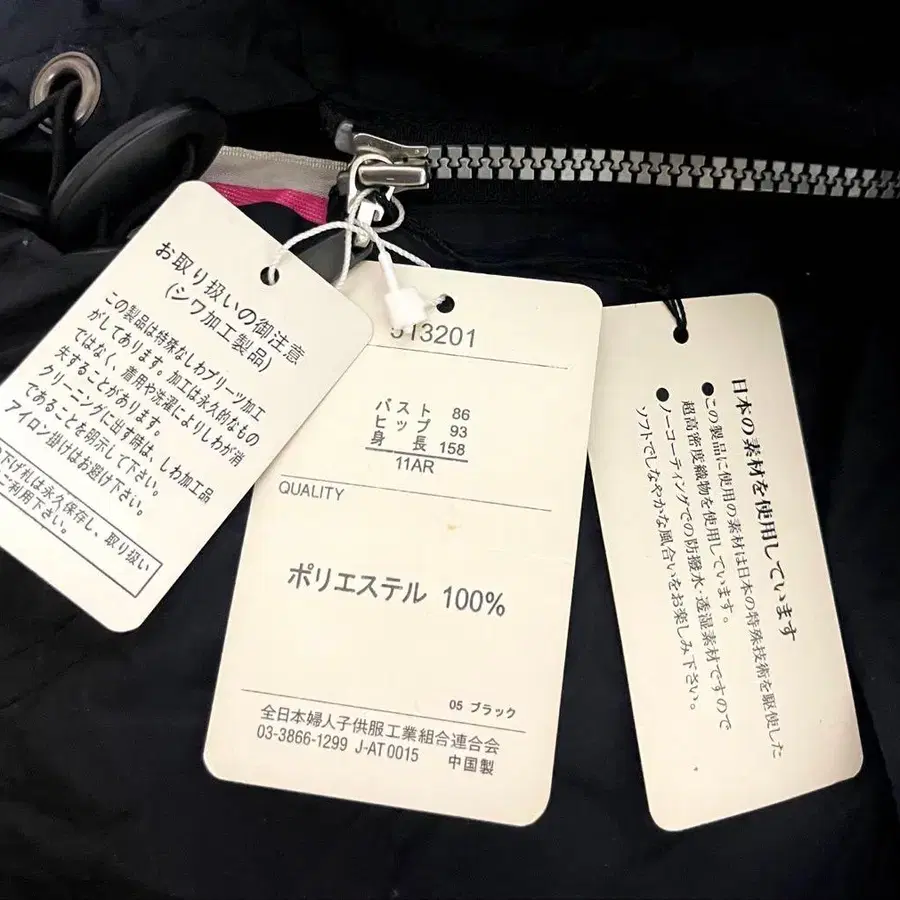 お取り扱いの御注意
(シワ加工製品)
この製品は特殊なしわプリーツ加工
がしてあります。加工は永久的なもの
ではなく、着用や洗濯によりしわが消
失することがあります。
クリーニングに出す時は、しわ加工品
であることを明示して下さい。
アイロン掛けはお避け下さい。
下げ札は永久保存し、取り扱い
ご利用下さい。
513201
バスト 86
ヒップ 93
身長 158
11AR
QUALITY
ポリエステル 100%
05 ブラック
全日本婦人子供服工業組合連合会
03-3866-1299 J-AT0015 中国製
日本の素材を使用しています
●この製品に使用の素材は日本の特殊技術を駆使した
超高密度織物を使用しています。
●ノーコーティングでの防撥水・透湿素材ですので
ソフトでしなやかな風合いをお楽しみ下さい。